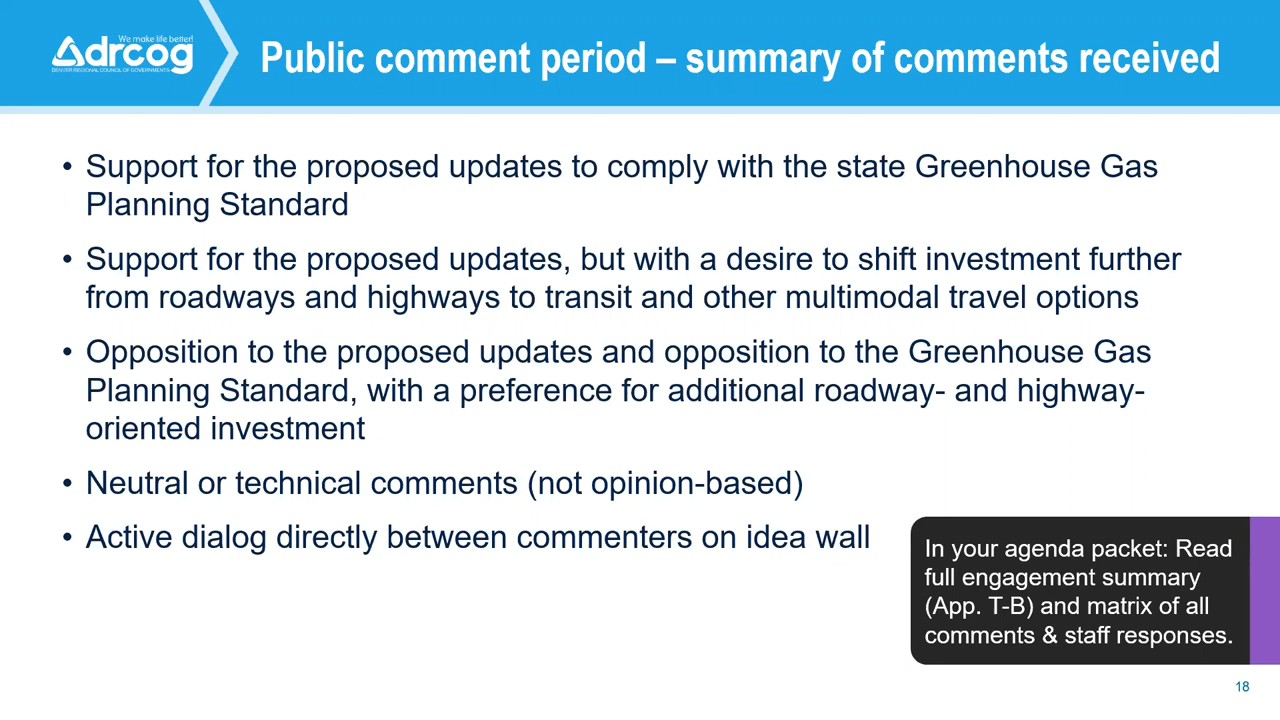 We make life better!
drcog
DENVER REGIONAL COUNCIL OF GOVERNMENTS
Public comment period – summary of comments received
• Support for the proposed updates to comply with the state Greenhouse Gas
Planning Standard
• Support for the proposed updates, but with a desire to shift investment further
from roadways and highways to transit and other multimodal travel options
• Opposition to the proposed updates and opposition to the Greenhouse Gas
Planning Standard, with a preference for additional roadway- and highway-
oriented investment
• Neutral or technical comments (not opinion-based)
• Active dialog directly between commenters on idea wall
In your agenda packet: Read
full engagement summary
(App. T-B) and matrix of all
comments & staff responses.
18